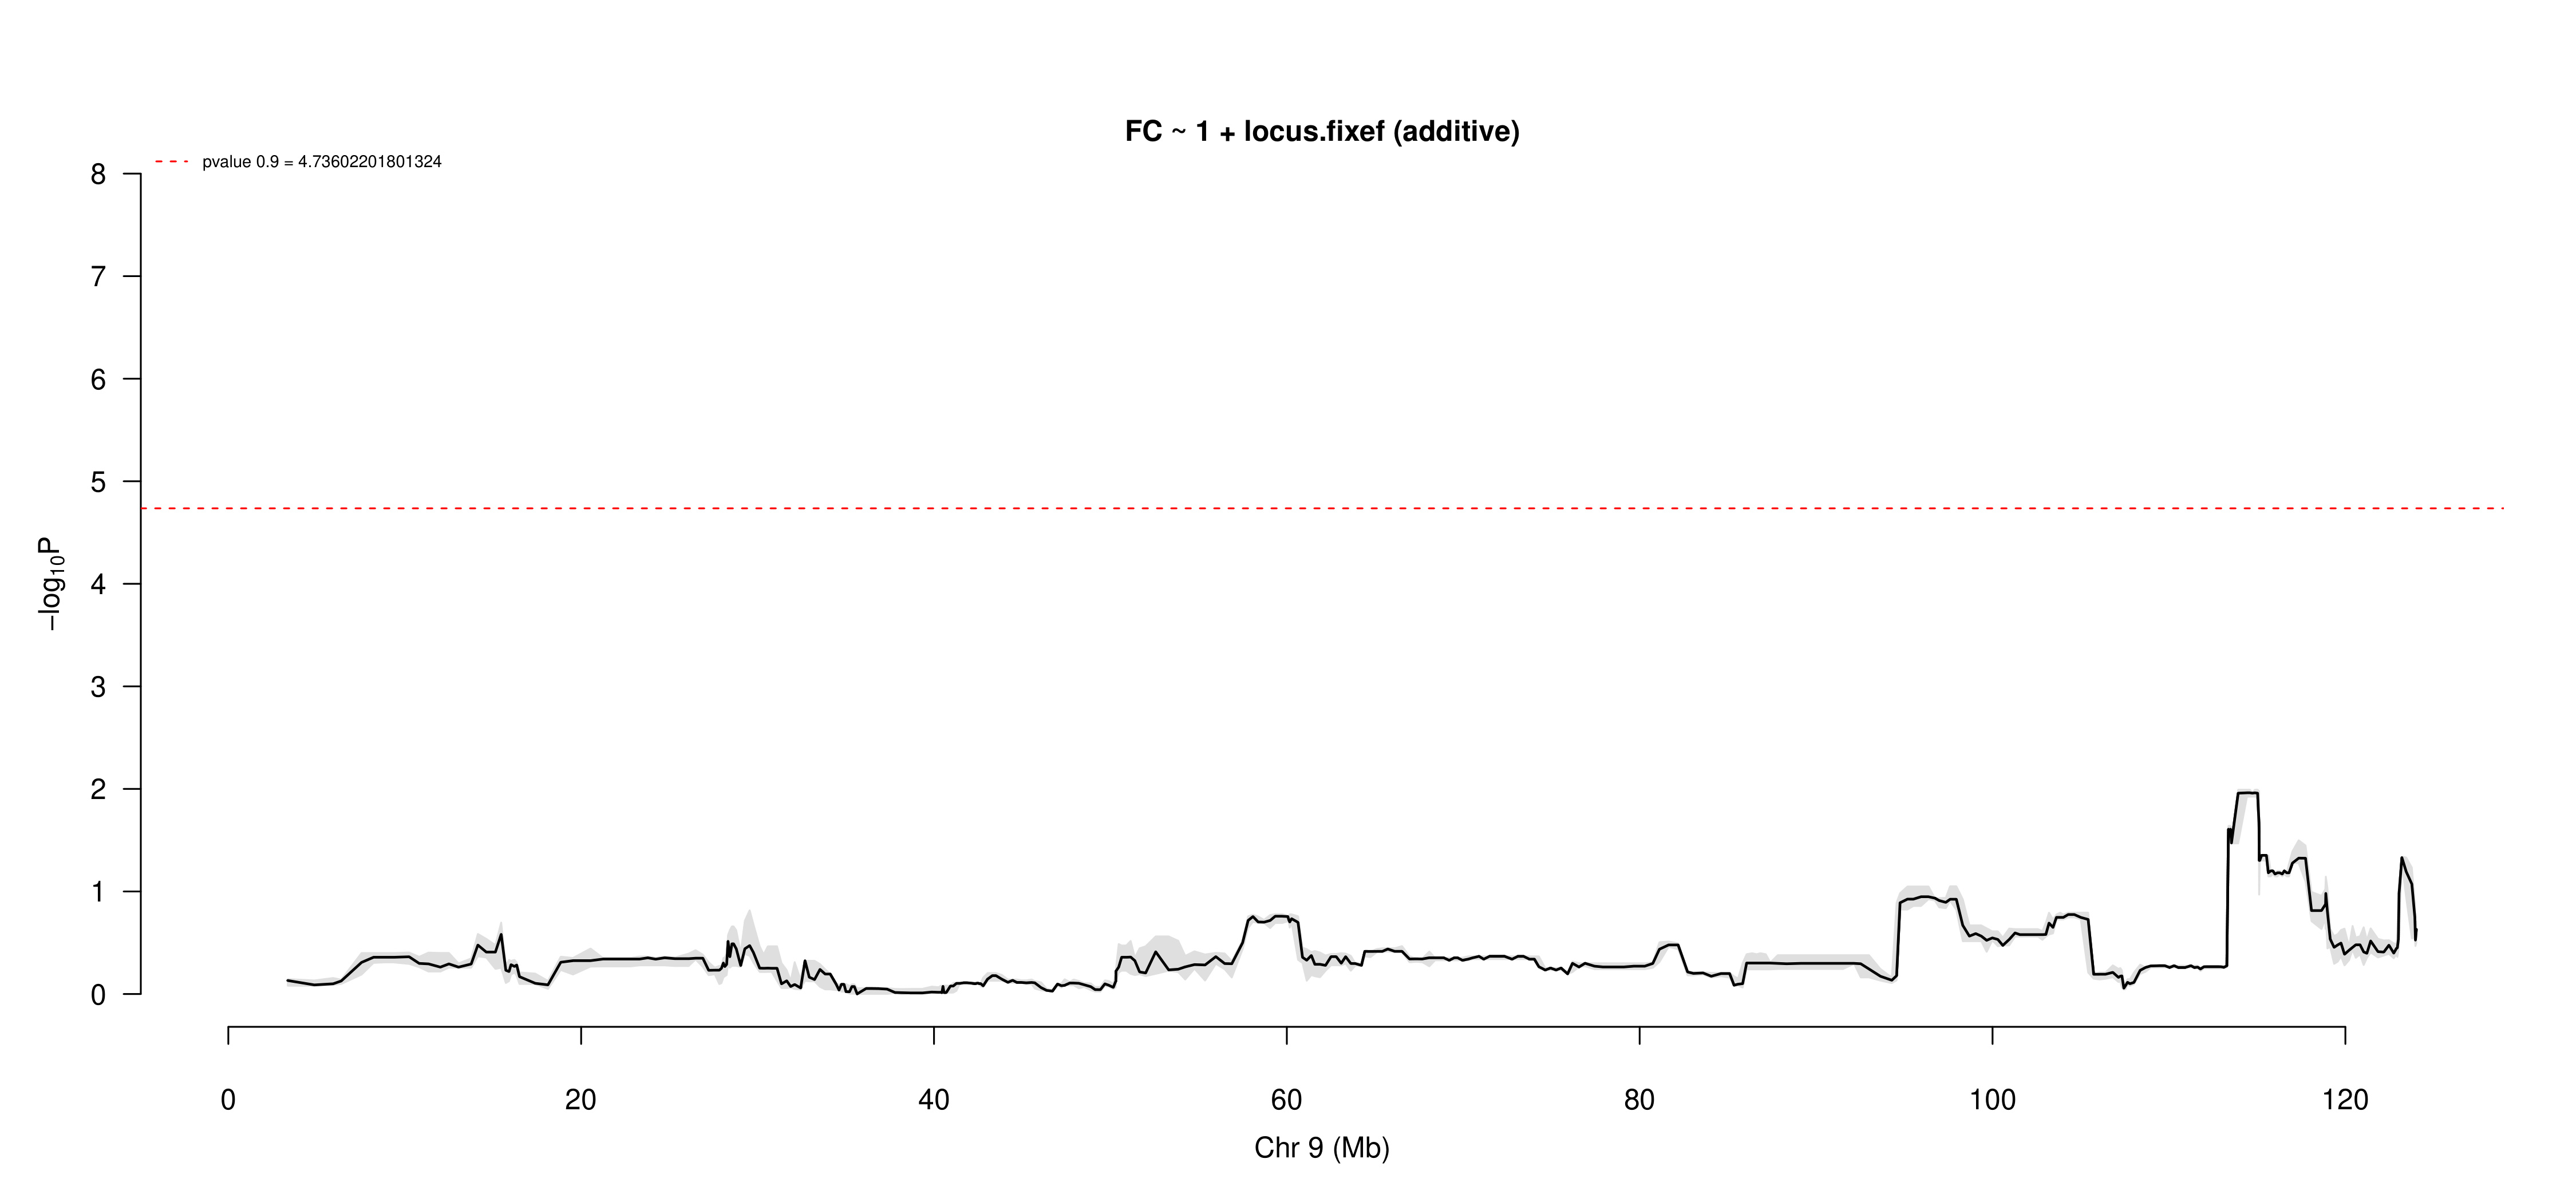 FC ~ 1 + locus.fixef (additive)
pvalue 0.9 = 4.73602201801324
8
7
6
5
4
3
2
1
0
−log10P
0 20 40 60 80 100 120
Chr 9 (Mb)